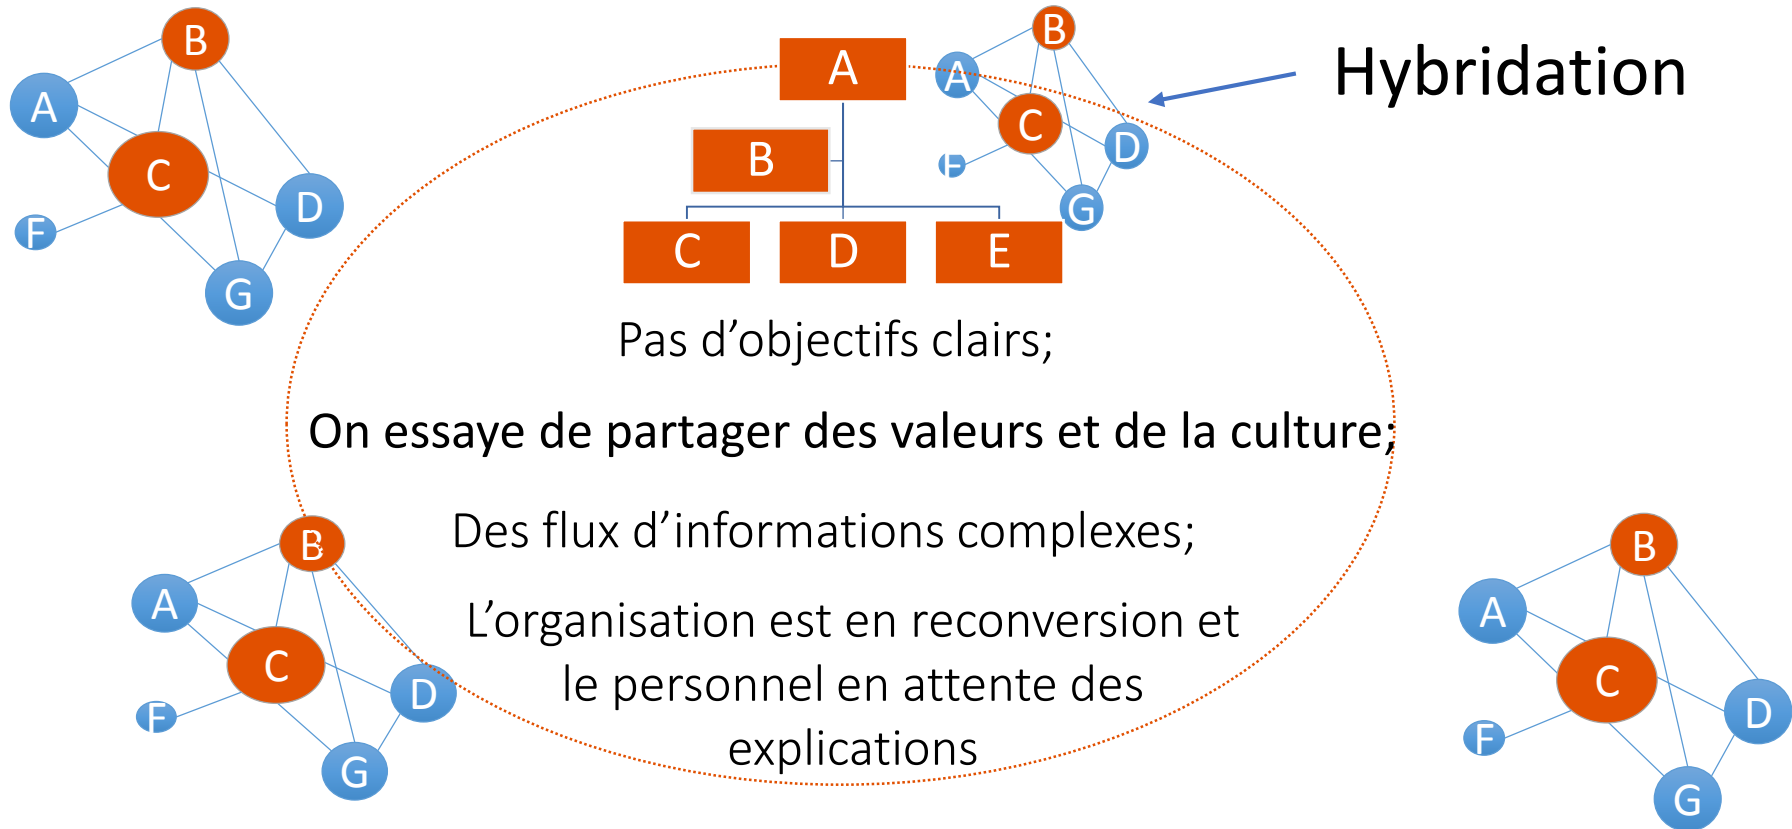 B
A
C
D
F
G
A
B
C
D
E
B
A
C
D
F
G
Hybridation
Pas d’objectifs clairs;
On essaye de partager des valeurs et de la culture;
Des flux d’informations complexes;
L’organisation est en reconversion et
le personnel en attente des
explications
B
A
C
D
F
G
B
A
C
D
F
G